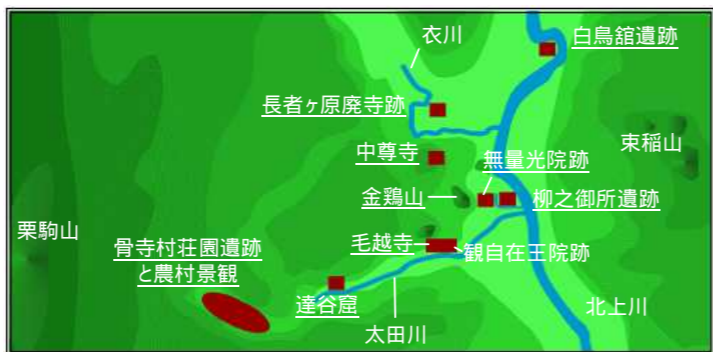 衣川
白鳥舘遺跡
長者ヶ原廃寺跡
束稲山
中尊寺
無量光院跡
金鶏山
柳之御所遺跡
栗駒山
骨寺村荘園遺跡
と農村景観
毛越寺
観自在王院跡
達谷窟
北上川
太田川